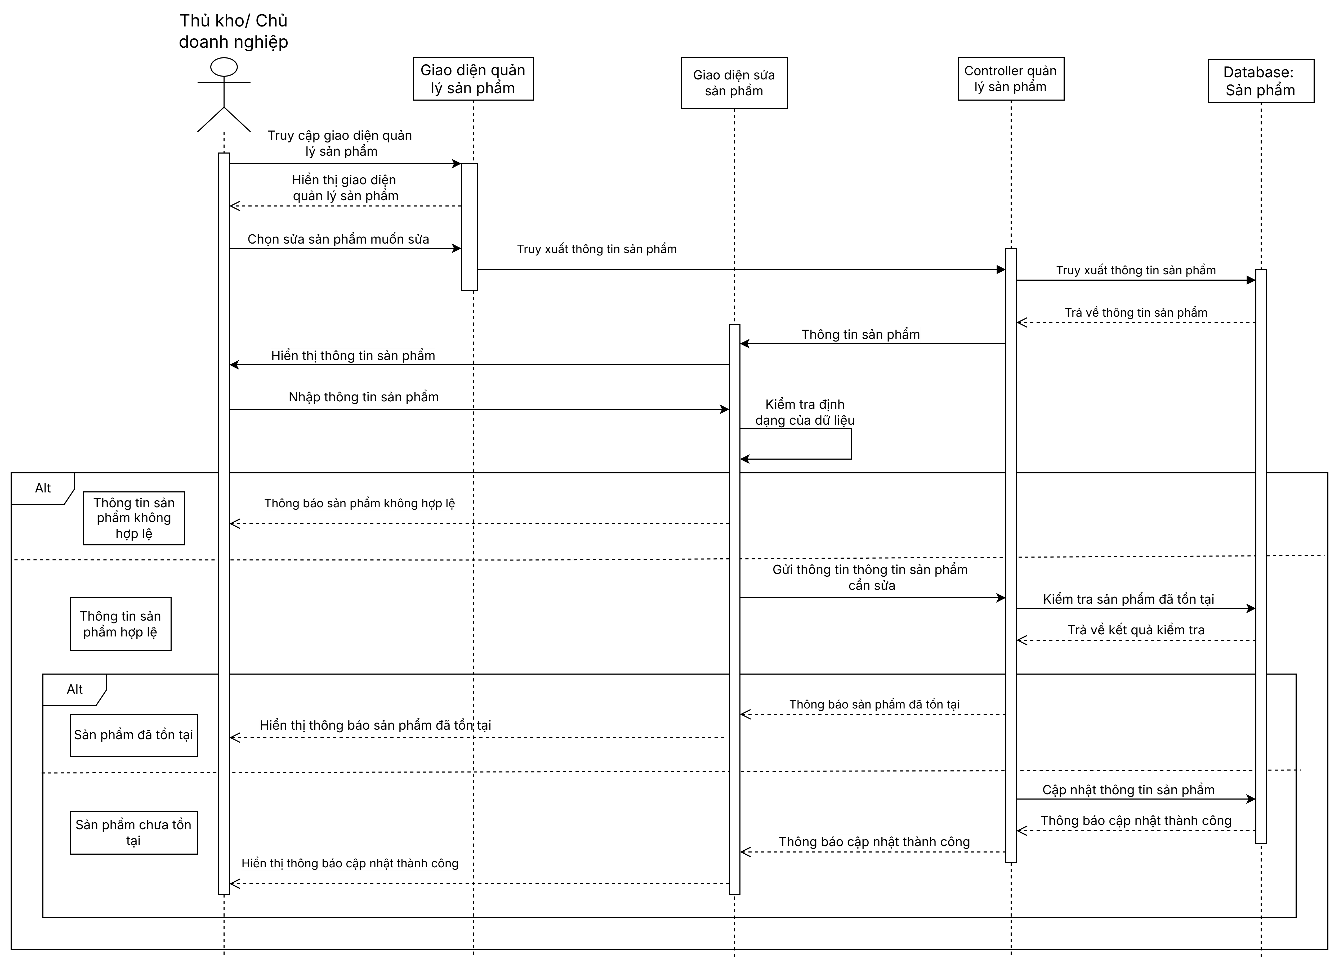 Thủ kho/ Chủ
doanh nghiệp
Giao diện quản
lý sản phẩm
Giao diện sửa
sản phẩm
Controller quản
lý sản phẩm
Database:
Sản phẩm
Truy cập giao diện quản
lý sản phẩm
Hiển thị giao diện
quản lý sản phẩm
Chọn sửa sản phẩm muốn sửa
Truy xuất thông tin sản phẩm
Truy xuất thông tin sản phẩm
Trả về thông tin sản phẩm
Thông tin sản phẩm
Hiển thị thông tin sản phẩm
Nhập thông tin sản phẩm
Kiểm tra định
dạng của dữ liệu
Alt
Thông tin sản
phẩm không
hợp lệ
Thông báo sản phẩm không hợp lệ
Gửi thông tin thông tin sản phẩm
cần sửa
Thông tin sản
phẩm hợp lệ
Kiểm tra sản phẩm đã tồn tại
Trả về kết quả kiểm tra
Alt
Thông báo sản phẩm đã tồn tại
Sản phẩm đã tồn tại
Hiển thị thông báo sản phẩm đã tồn tại
Cập nhật thông tin sản phẩm
Sản phẩm chưa tồn
tại
Thông báo cập nhật thành công
Thông báo cập nhật thành công
Hiển thị thông báo cập nhật thành công